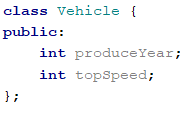 class Vehicle {
public:
    int produceYear;
    int topSpeed;
};